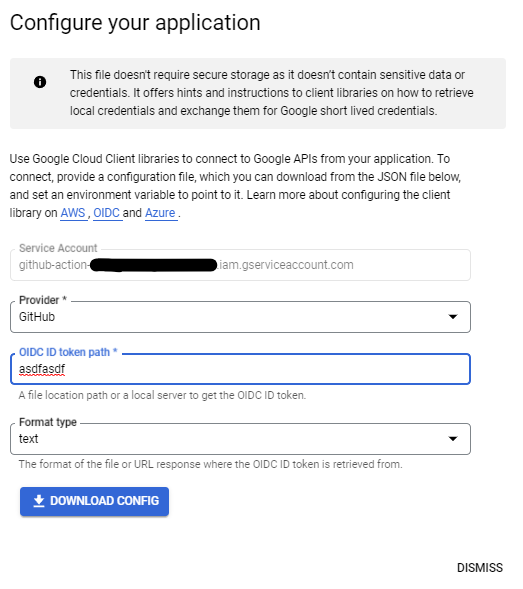 Configure your application
This file doesn't require secure storage as it doesn't contain sensitive data or
credentials. It offers hints and instructions to client libraries on how to retrieve
local credentials and exchange them for Google short lived credentials.
Use Google Cloud Client libraries to connect to Google APIs from your application. To
connect, provide a configuration file, which you can download from the JSON file below,
and set an environment variable to point to it. Learn more about configuring the client
library on AWS , OIDC and Azure .
Service Account
github-action- .iam.gserviceaccount.com
Provider *
GitHub
OIDC ID token path *
asdfasdf
A file location path or a local server to get the OIDC ID token.
Format type
text
The format of the file or URL response where the OIDC ID token is retrieved from.
DOWNLOAD CONFIG
DISMISS